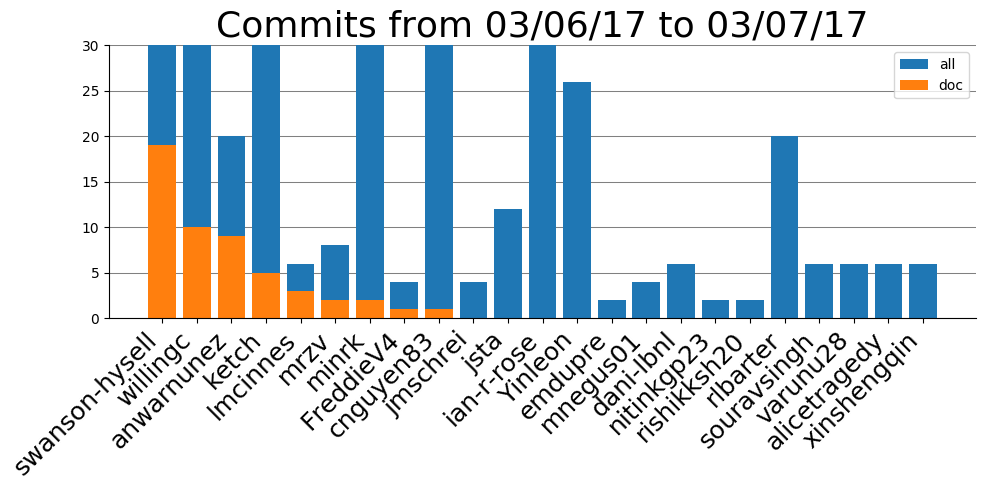 Commits from 03/06/17 to 03/07/17
30
25
20
15
10
5
0
all
doc
swanson-hysell
willingc
anwarnunez
ketch
lmcinnes
mrzv
minrk
FreddieV4
cnguyen83
jmschrei
jsta
ian-r-rose
Yinleon
emdupre
mnegus01
dani-lbnl
nitinkgp23
rishikksh20
rlbarter
souravsingh
varunu28
alicetragedy
xinshengqin